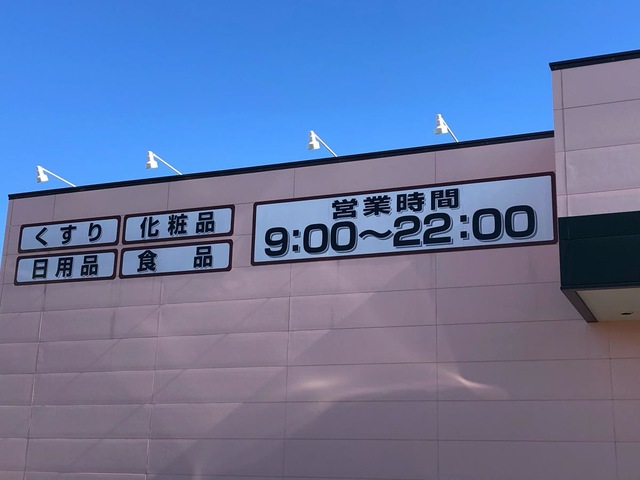 くすり
化粧品
日用品
食品
営業時間
9:00～22:00